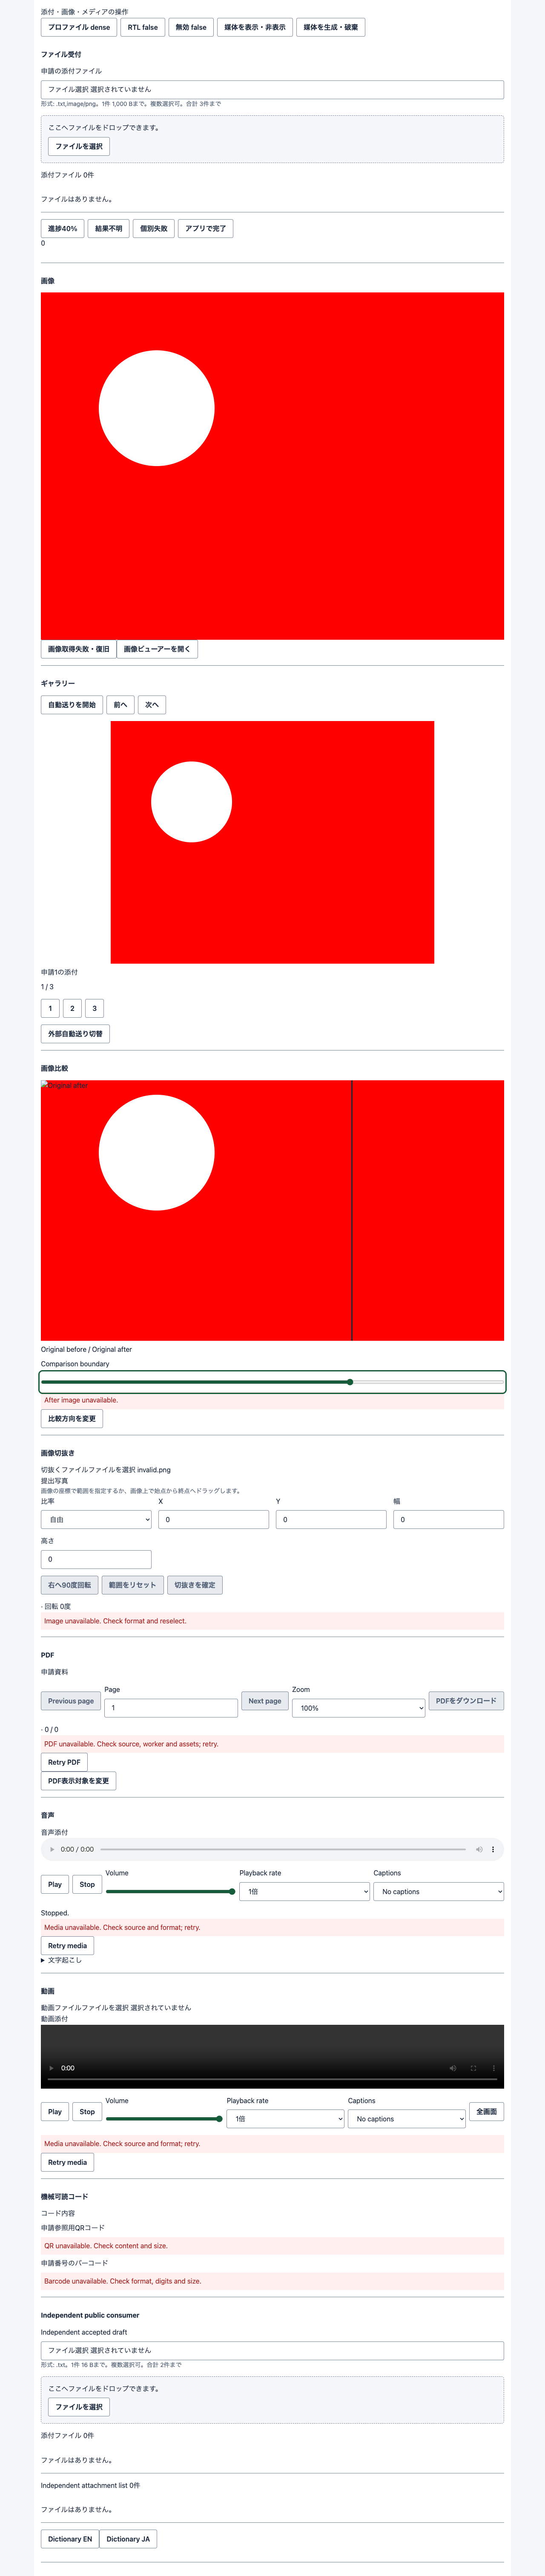 添付・画像・メディアの操作
プロファイル dense RTL false 無効 false 媒体を表示・非表示 媒体を生成・破棄
ファイル受付
申請の添付ファイル
ファイル選択 選択されていません
形式: .txt,image/png。1件 1,000 Bまで。複数選択可。合計 3件まで
ここへファイルをドロップできます。
ファイルを選択
添付ファイル 0件
ファイルはありません。
進捗40% 結果不明 個別失敗 アプリで完了
0
画像
画像取得失敗・復旧 画像ビューアーを開く
ギャラリー
自動送りを開始 前へ 次へ
申請1の添付
1 / 3
1 2 3
外部自動送り切替
画像比較
Original after
Original before / Original after
Comparison boundary
After image unavailable.
比較方向を変更
画像切抜き
切抜くファイルファイルを選択 invalid.png
提出写真
画像の座標で範囲を指定するか、画像上で始点から終点へドラッグします。
比率 X Y 幅
自由 0 0 0
高さ
0
右へ90度回転 範囲をリセット 切抜きを確定
· 回転 0度
Image unavailable. Check format and reselect.
PDF
申請資料
Previous page Page 1 Next page Zoom 100% PDFをダウンロード
· 0 / 0
PDF unavailable. Check source, worker and assets; retry.
Retry PDF
PDF表示対象を変更
音声
音声添付
0:00 / 0:00
Play Stop Volume Playback rate 1倍 Captions No captions
Stopped.
Media unavailable. Check source and format; retry.
Retry media
文字起こし
動画
動画ファイルファイルを選択 選択されていません
動画添付
0:00
Play Stop Volume Playback rate 1倍 Captions No captions 全画面
Media unavailable. Check source and format; retry.
Retry media
機械可読コード
コード内容
申請参照用QRコード
QR unavailable. Check content and size.
申請番号のバーコード
Barcode unavailable. Check format, digits and size.
Independent public consumer
Independent accepted draft
ファイル選択 選択されていません
形式: .txt。1件 16 Bまで。複数選択可。合計 2件まで
ここへファイルをドロップできます。
ファイルを選択
添付ファイル 0件
ファイルはありません。
Independent attachment list 0件
ファイルはありません。
Dictionary EN Dictionary JA